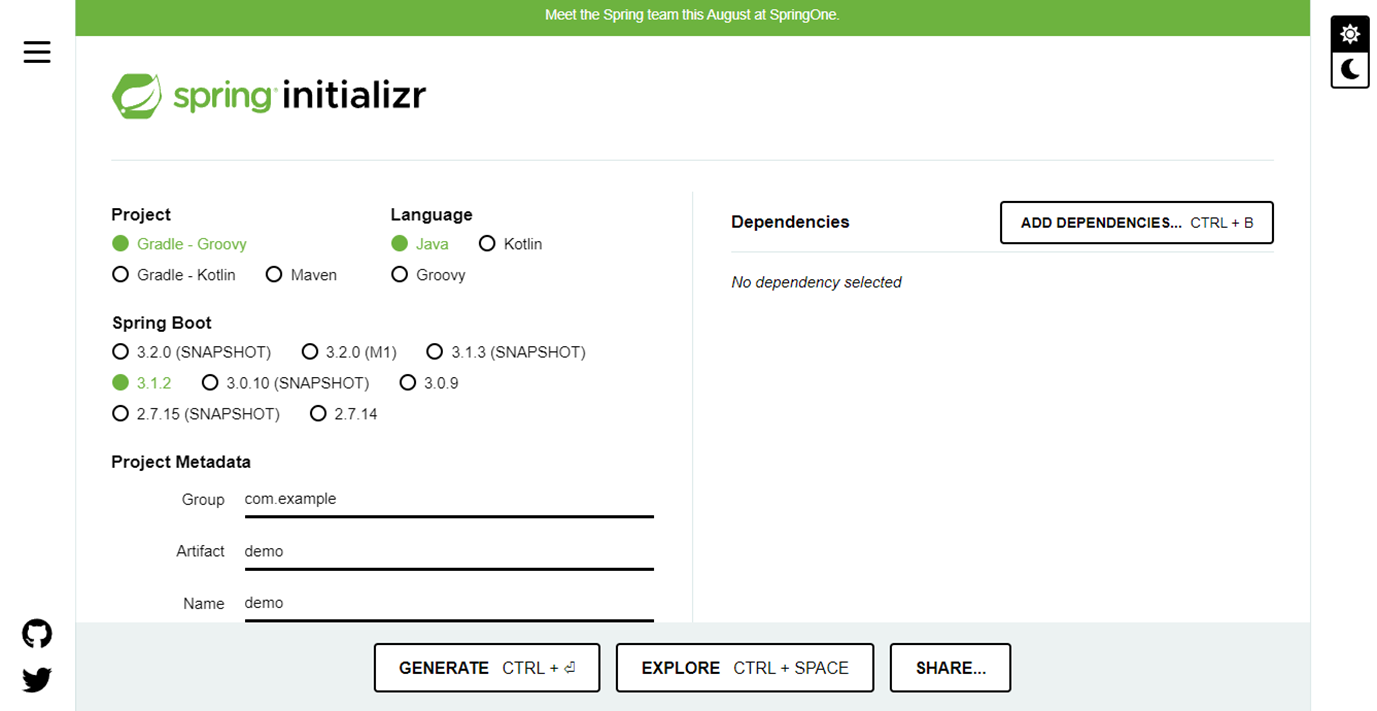 Meet the Spring team this August at SpringOne.
spring initializr
Project
Gradle - Groovy
Gradle - Kotlin Maven
Language
Java Kotlin
Groovy
Spring Boot
3.2.0 (SNAPSHOT) 3.2.0 (M1) 3.1.3 (SNAPSHOT)
3.1.2 3.0.10 (SNAPSHOT) 3.0.9
2.7.15 (SNAPSHOT) 2.7.14
Project Metadata
Group com.example
Artifact demo
Name demo
Dependencies ADD DEPENDENCIES... CTRL + B
No dependency selected
GENERATE CTRL + ⏎ EXPLORE CTRL + SPACE SHARE...